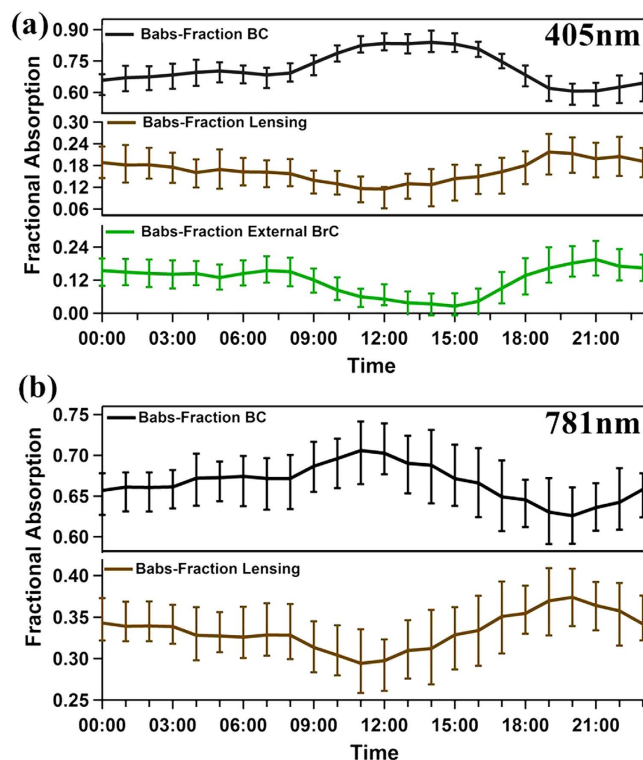 (a)
405nm
Babs-Fraction BC
0.90
0.75
0.60
Fractional Absorption
Babs-Fraction Lensing
0.30
0.24
0.18
0.12
0.06
Babs-Fraction External BrC
0.24
0.12
0.00
00:00 03:00 06:00 09:00 12:00 15:00 18:00 21:00
Time
(b)
781nm
Babs-Fraction BC
0.75
0.70
0.65
0.60
Fractional Absorption
Babs-Fraction Lensing
0.40
0.35
0.30
0.25
00:00 03:00 06:00 09:00 12:00 15:00 18:00 21:00
Time